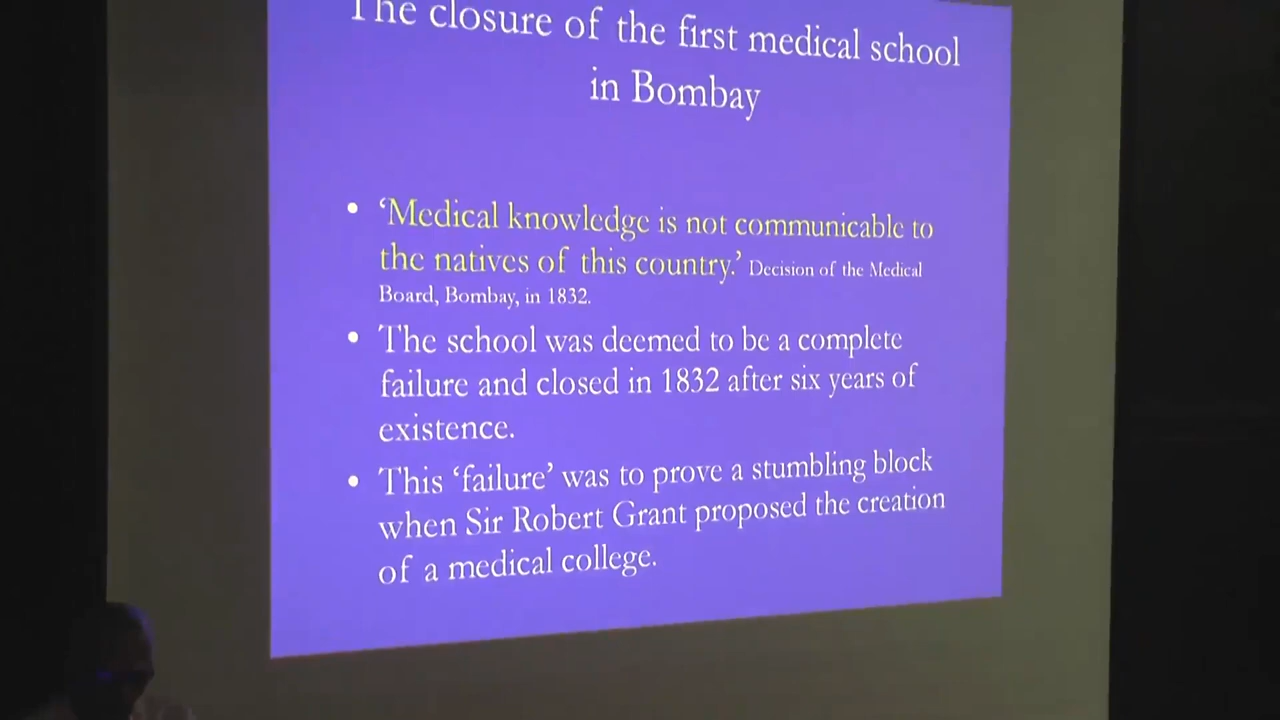 The closure of the first medical school
in Bombay
• ‘Medical knowledge is not communicable to
the natives of this country.’ Decision of the Medical
Board, Bombay, in 1832.
• The school was deemed to be a complete
failure and closed in 1832 after six years of
existence.
• This ‘failure’ was to prove a stumbling block
when Sir Robert Grant proposed the creation
of a medical college.